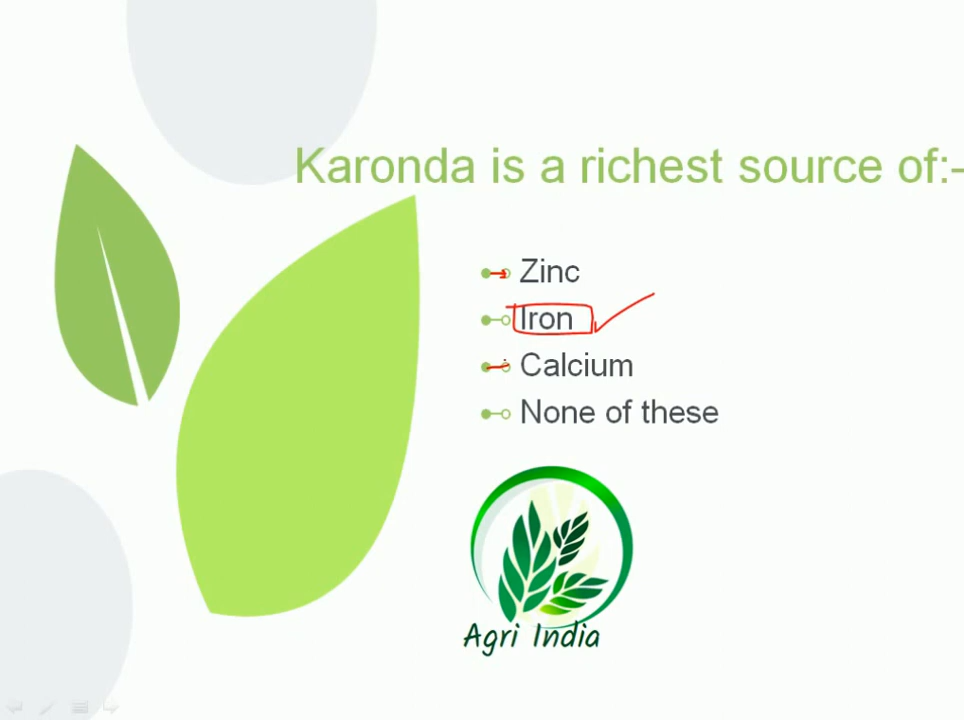 Karonda is a richest source of:-
Zinc
Iron
Calcium
None of these
Agri India